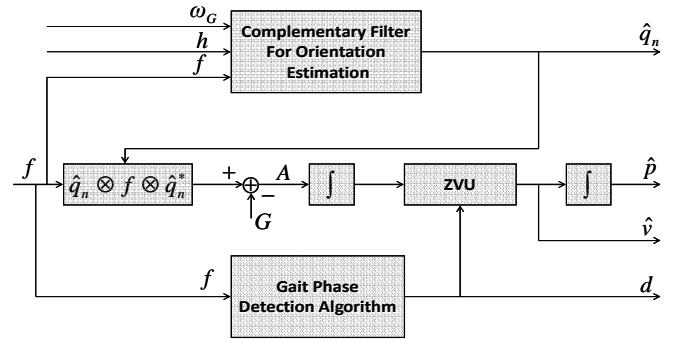 ω_G
h
f
Complementary Filter
For Orientation
Estimation
q̂_n
f
q̂_n ⊗ f ⊗ q̂_n^*
+
−
G
A
∫
ZVU
∫
p̂
v̂
f
Gait Phase
Detection Algorithm
d